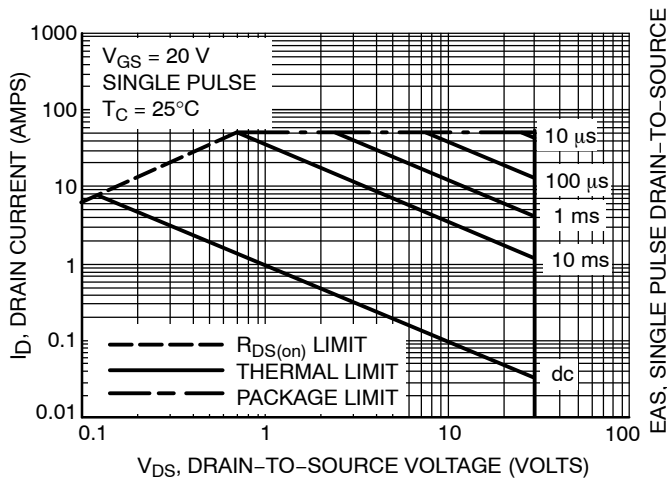 1000
100
10
1
0.1
0.01
I_D, DRAIN CURRENT (AMPS)
V_GS = 20 V
SINGLE PULSE
T_C = 25°C
10 μs
100 μs
1 ms
10 ms
dc
R_DS(on) LIMIT
THERMAL LIMIT
PACKAGE LIMIT
0.1
1
10
100
V_DS, DRAIN−TO−SOURCE VOLTAGE (VOLTS)
EAS, SINGLE PULSE DRAIN−TO−SOURCE